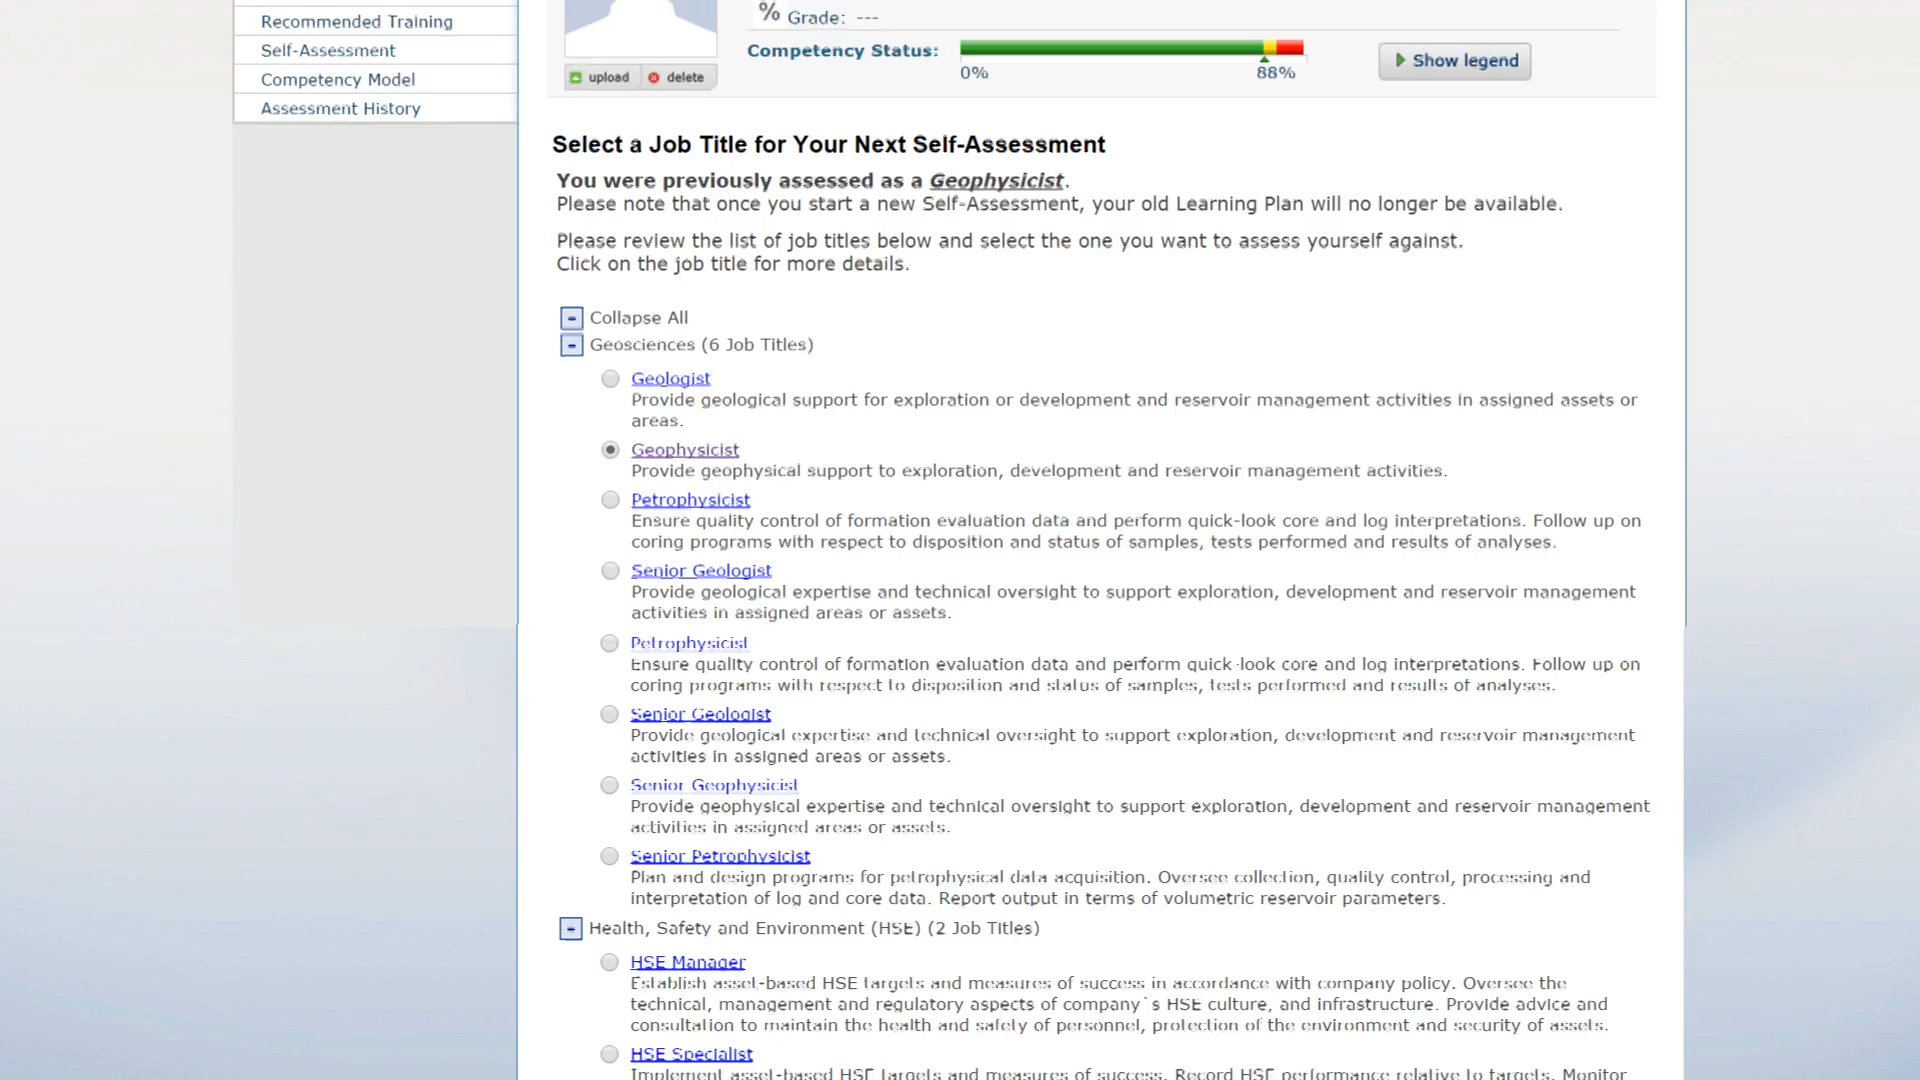 Recommended Training
Self-Assessment
Competency Model
Assessment History
% Grade: ---
Competency Status:
0%
88%
Show legend
upload
delete
Select a Job Title for Your Next Self-Assessment
You were previously assessed as a Geophysicist.
Please note that once you start a new Self-Assessment, your old Learning Plan will no longer be available.
Please review the list of job titles below and select the one you want to assess yourself against.
Click on the job title for more details.
Collapse All
Geosciences (6 Job Titles)
Geologist
Provide geological support for exploration or development and reservoir management activities in assigned assets or
areas.
Geophysicist
Provide geophysical support to exploration, development and reservoir management activities.
Petrophysicist
Ensure quality control of formation evaluation data and perform quick-look core and log interpretations. Follow up on
coring programs with respect to disposition and status of samples, tests performed and results of analyses.
Senior Geologist
Provide geological expertise and technical oversight to support exploration, development and reservoir management
activities in assigned areas or assets.
Petrophysicist
Ensure quality control of formation evaluation data and perform quick-look core and log interpretations. Follow up on
coring programs with respect to disposition and status of samples, tests performed and results of analyses.
Senior Geologist
Provide geological expertise and technical oversight to support exploration, development and reservoir management
activities in assigned areas or assets.
Senior Geophysicist
Provide geophysical expertise and technical oversight to support exploration, development and reservoir management
activities in assigned areas or assets.
Senior Petrophysicist
Plan and design programs for petrophysical data acquisition. Oversee collection, quality control, processing and
interpretation of log and core data. Report output in terms of volumetric reservoir parameters.
Health, Safety and Environment (HSE) (2 Job Titles)
HSE Manager
Establish asset-based HSE targets and measures of success in accordance with company policy. Oversee the
technical, management and regulatory aspects of company`s HSE culture, and infrastructure. Provide advice and
consultation to maintain the health and safety of personnel, protection of the environment and security of assets.
HSE Specialist
Implement asset-based HSE targets and measures of success. Record HSE performance relative to targets. Monitor